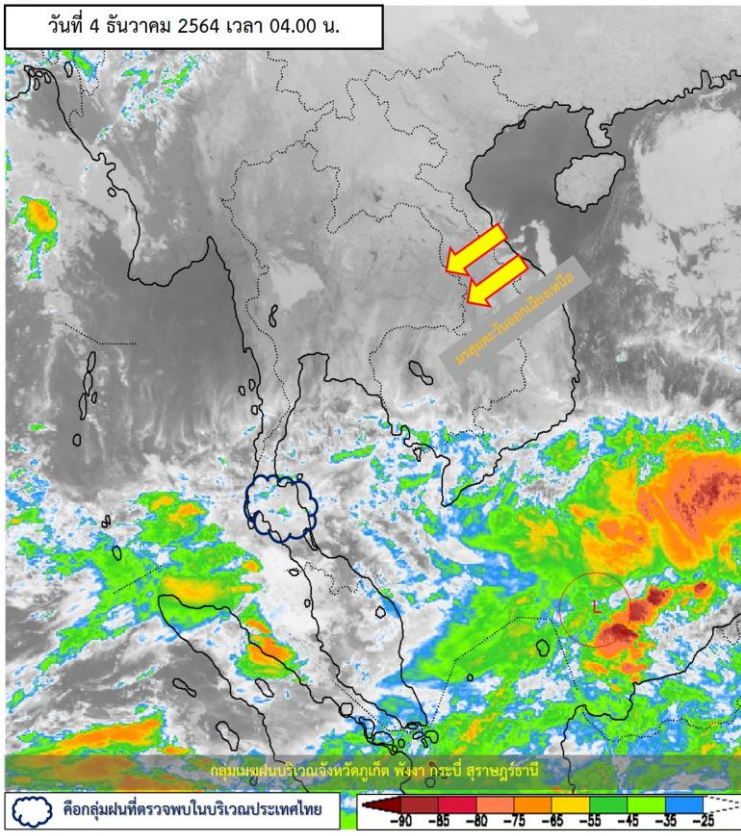 วันที่ 4 ธันวาคม 2564 เวลา 04.00 น.
มรสุมตะวันออกเฉียงเหนือ
L
กลุ่มเมฆฝนบริเวณจังหวัดภูเก็ต พังงา กระบี่ สุราษฎร์ธานี
คือกลุ่มฝนที่ตรวจพบในบริเวณประเทศไทย
-90 -85 -80 -75 -65 -55 -45 -35 -25